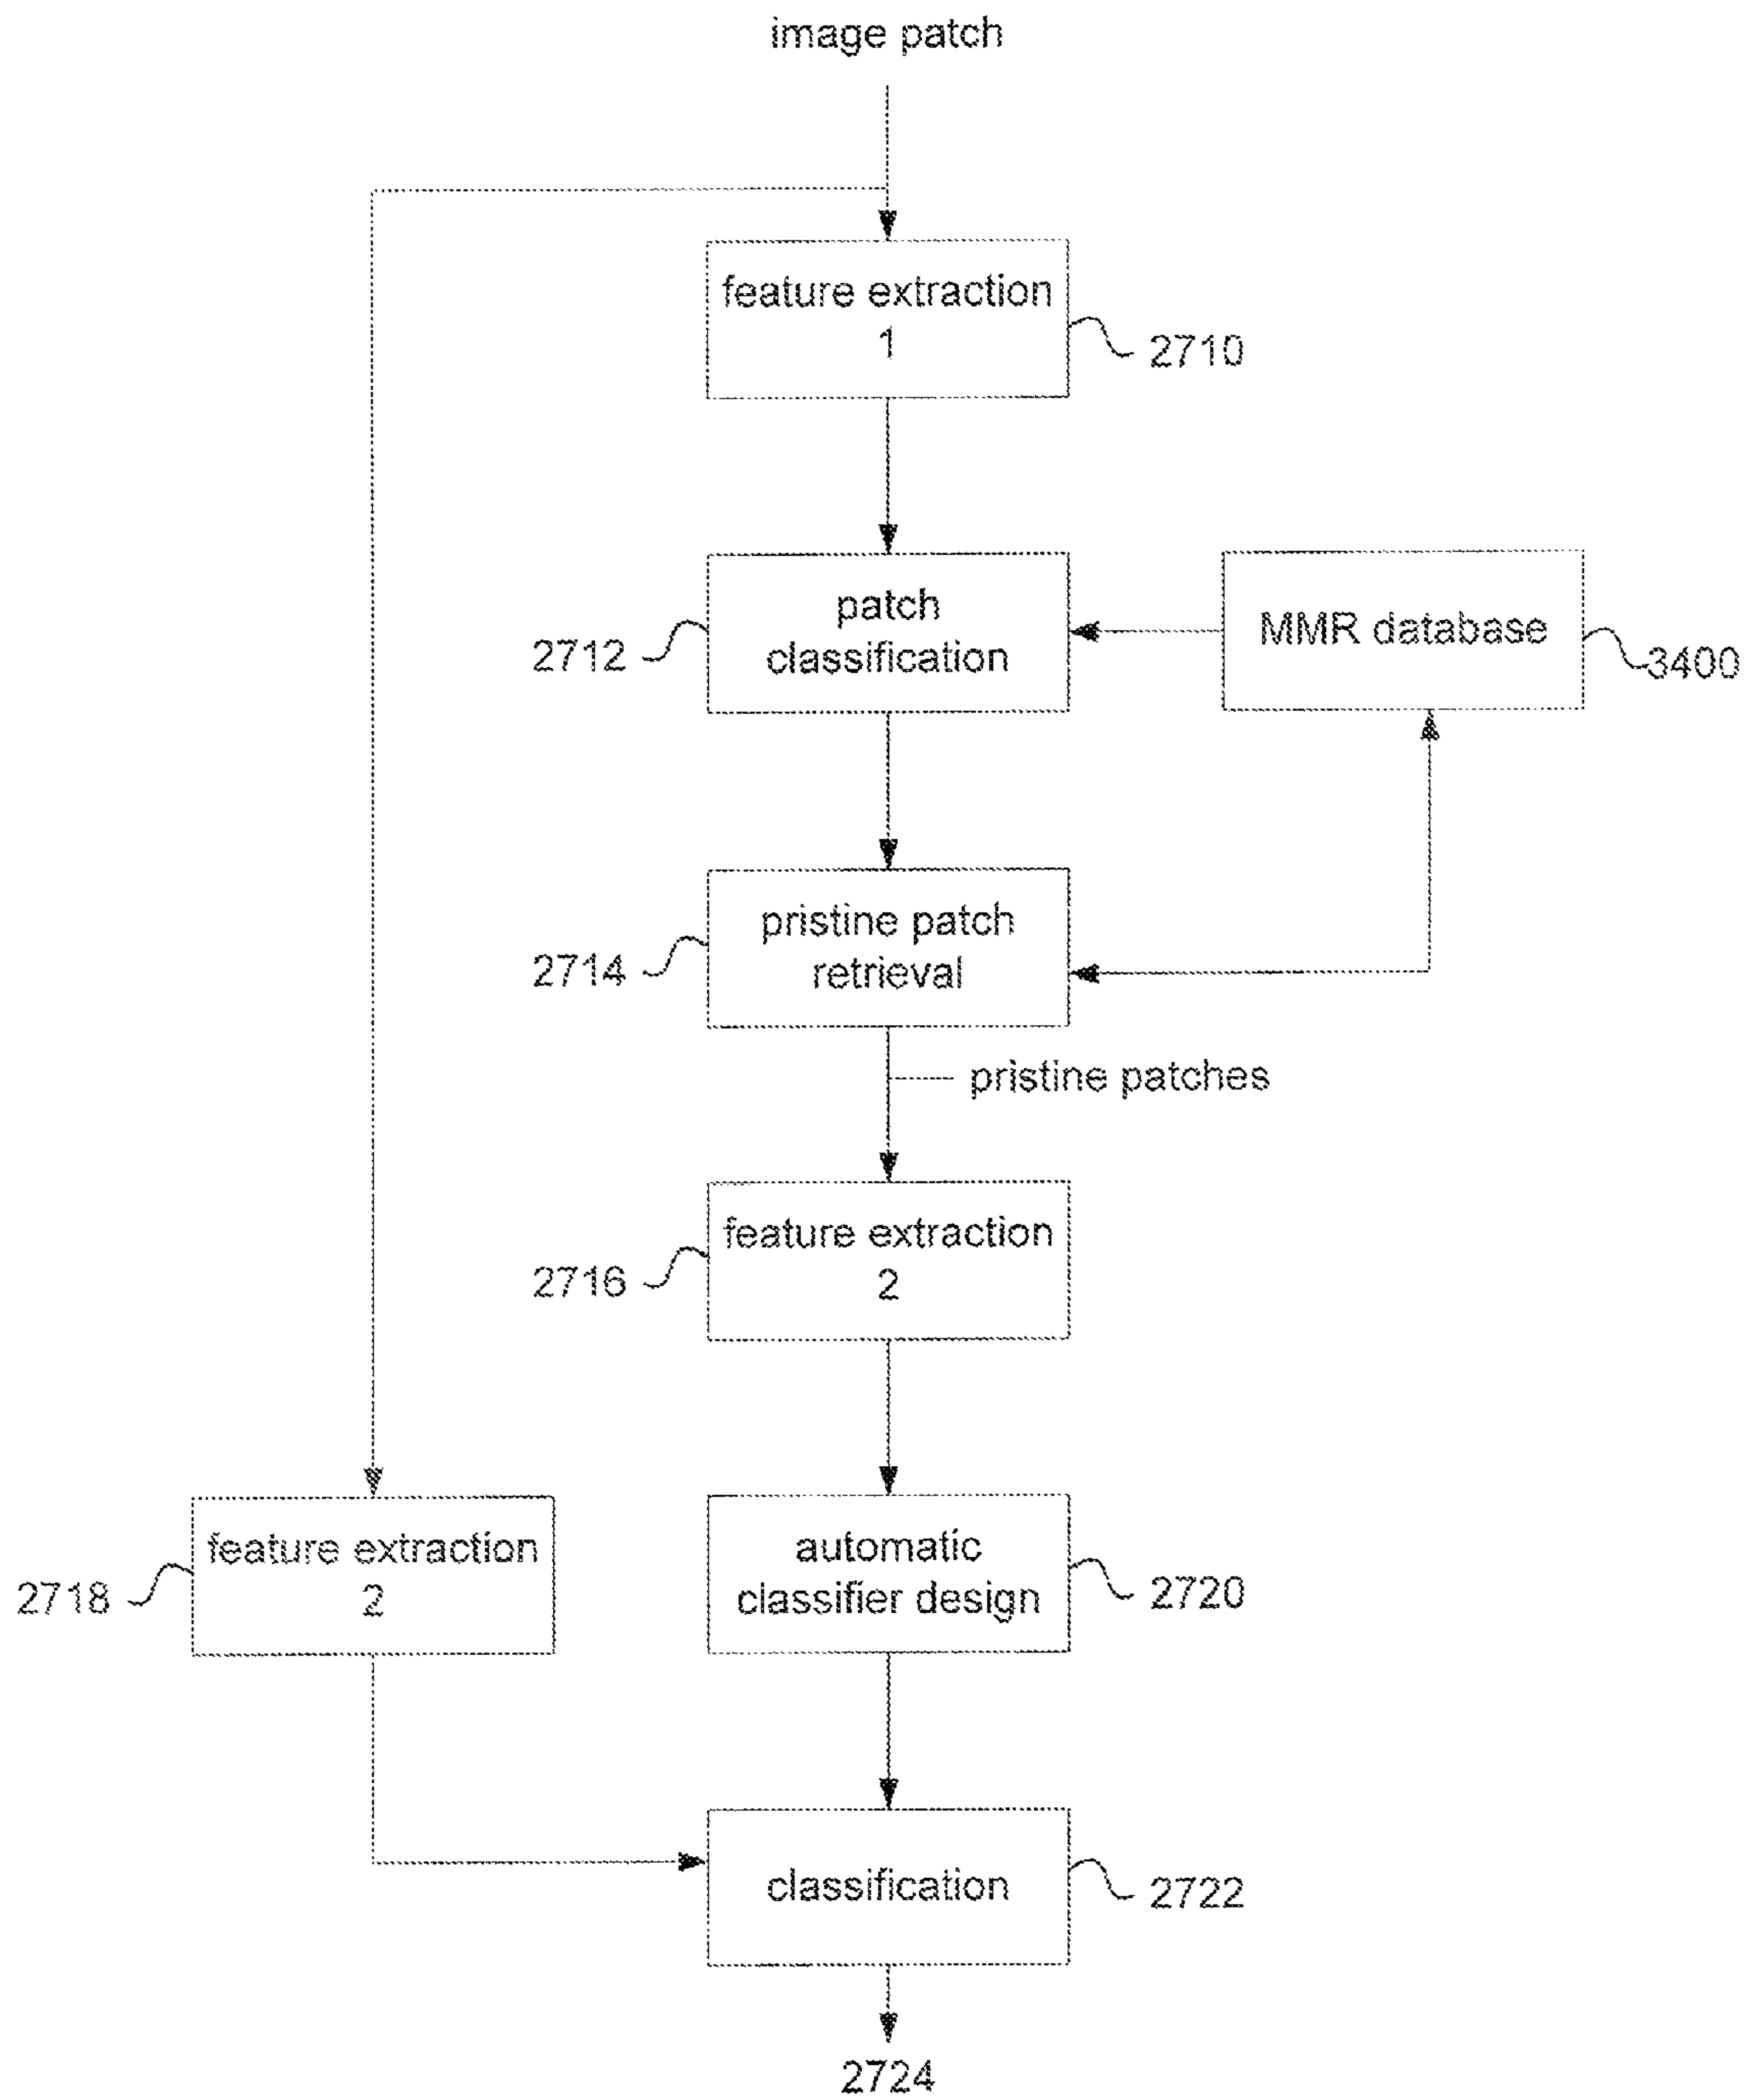 image patch
feature extraction
1
2710
patch
classification
2712
MMR database
3400
pristine patch
retrieval
2714
pristine patches
feature extraction
2
2716
feature extraction
2
2718
automatic
classifier design
2720
classification
2722
2724